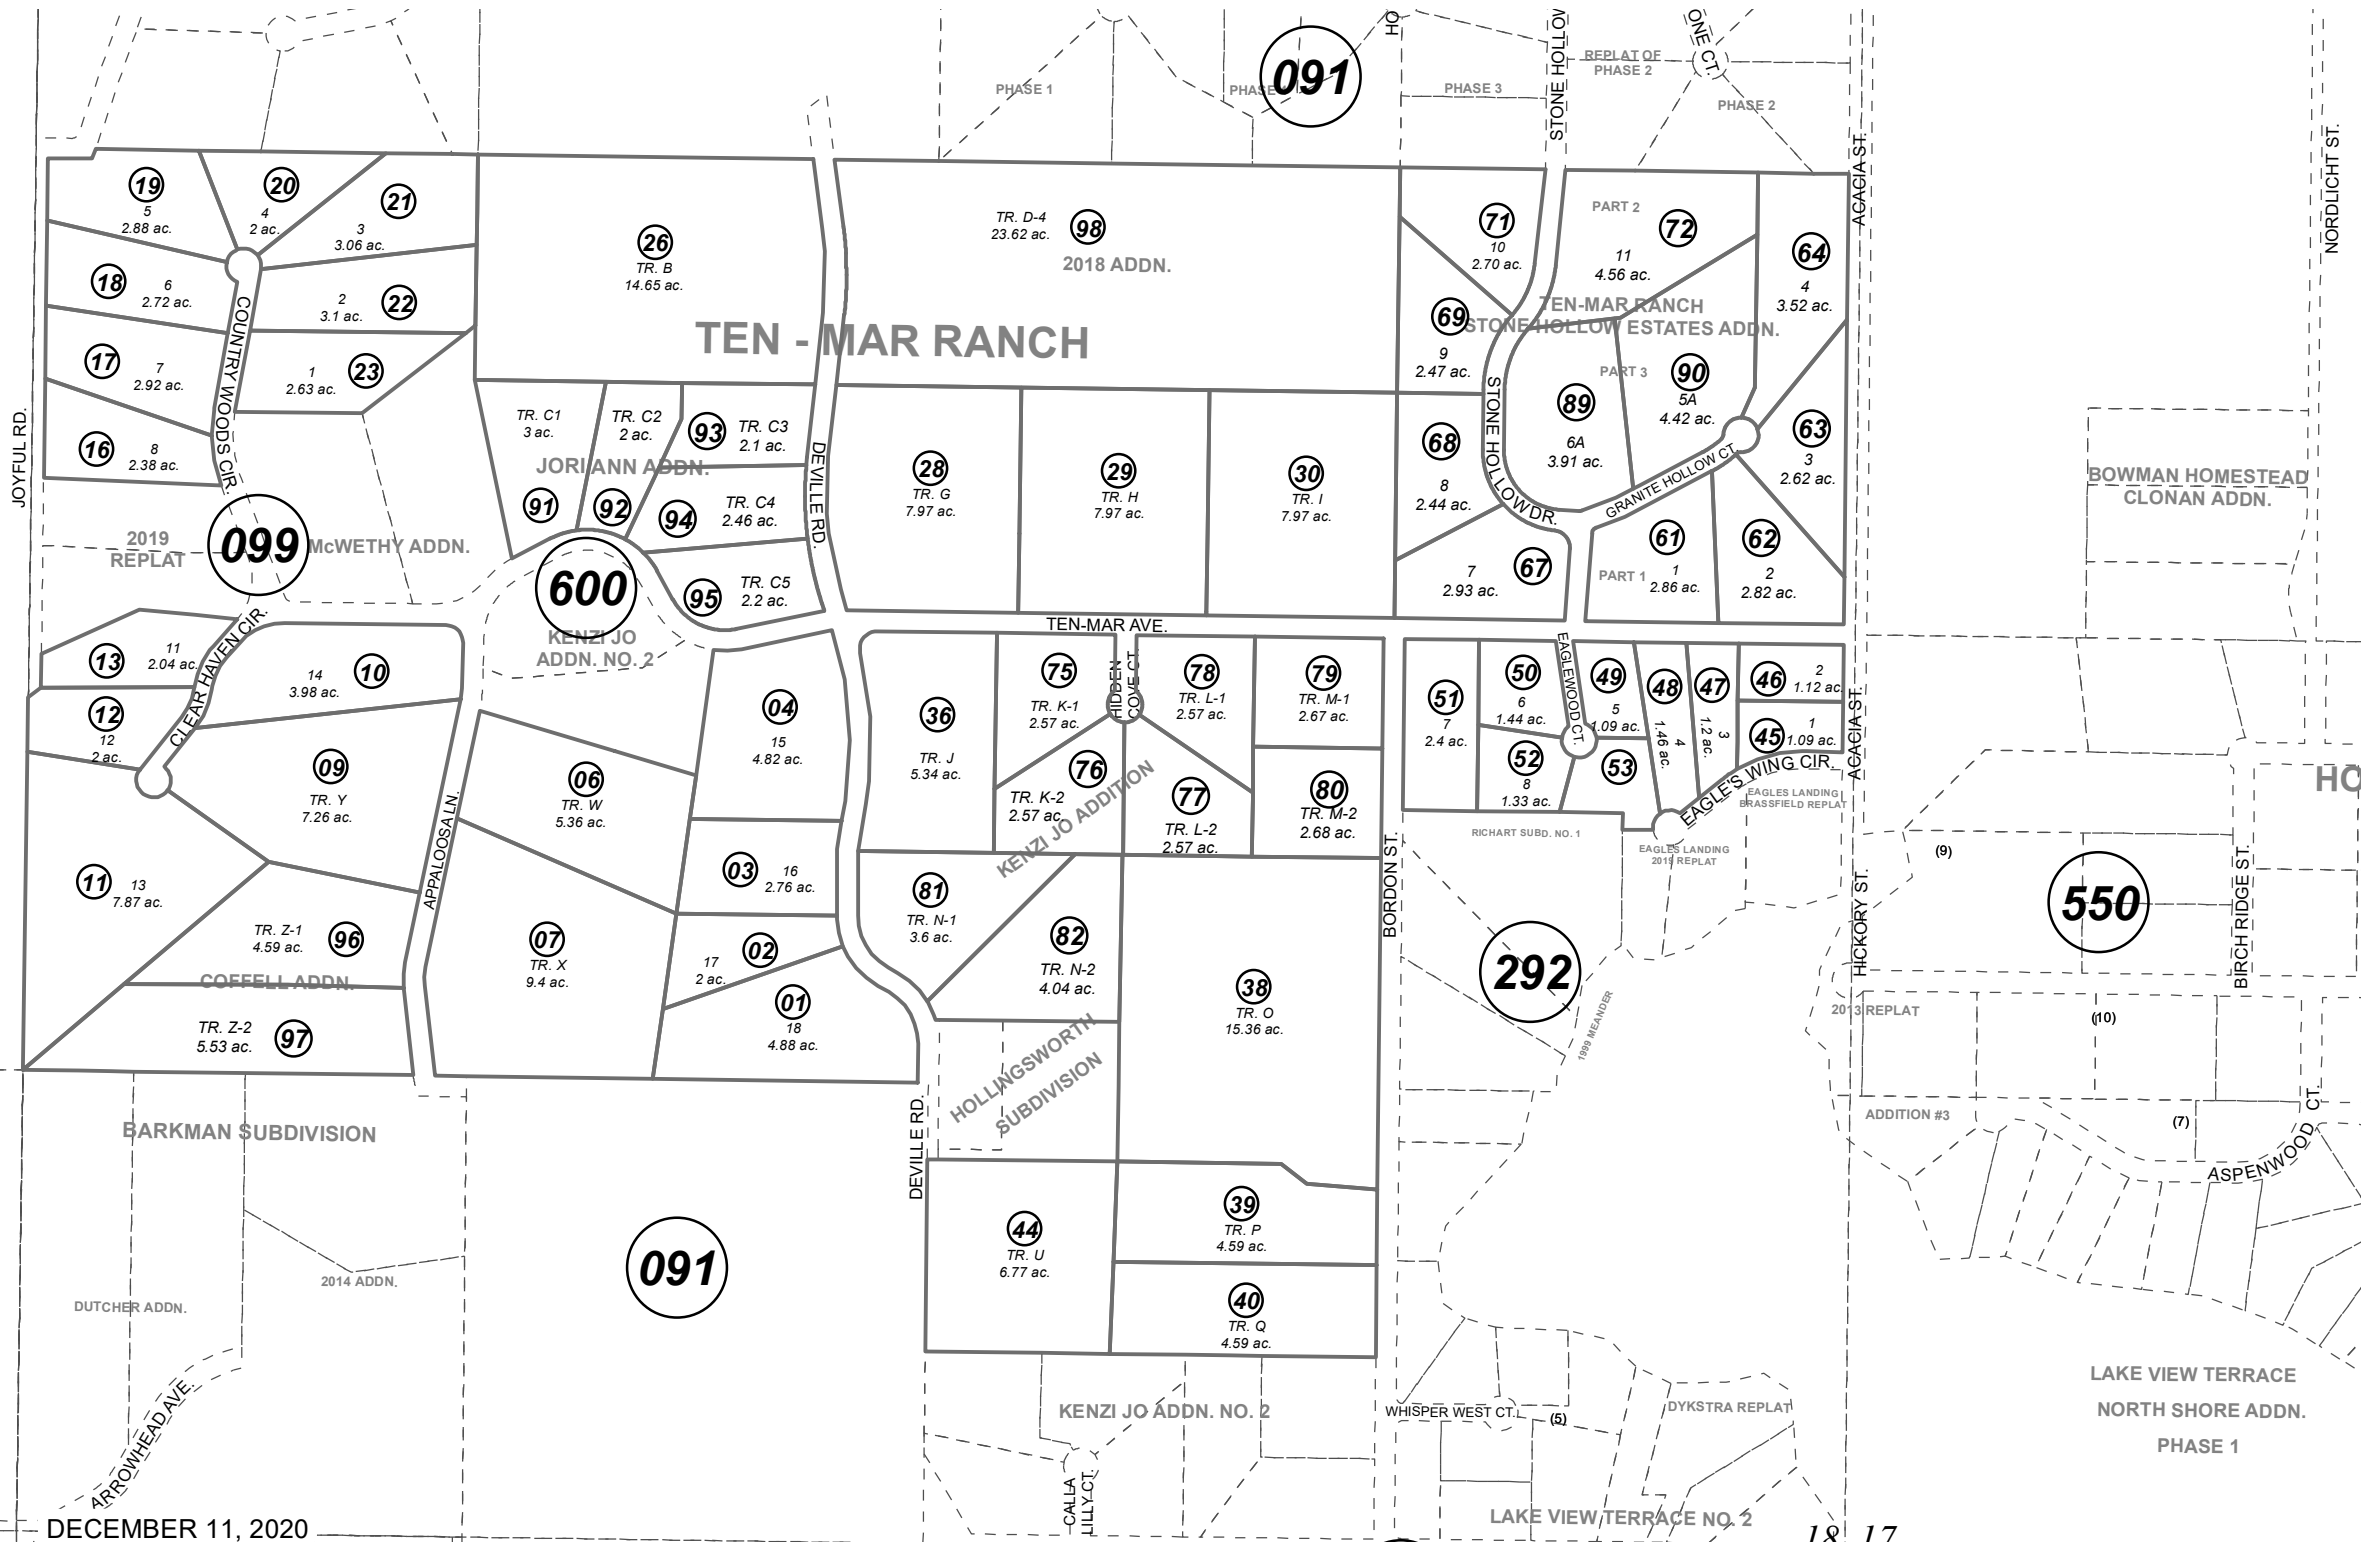 HO
STONE HOLLOW
ONE CT.
091
PHASE 1
PHASE
PHASE 3
REPLAT OF
PHASE 2
PHASE 2
ACACIA ST.
NORDLICHT ST.
19
5
2.88 ac.
20
4
2 ac.
21
3
3.06 ac.
18
6
2.72 ac.
2
3.1 ac.
22
17
7
2.92 ac.
1
2.63 ac.
23
16
8
2.38 ac.
COUNTRY WOODS CIR.
JOYFUL RD.
26
TR. B
14.65 ac.
TR. D-4
23.62 ac.
98
2018 ADDN.
TEN - MAR RANCH
71
10
2.70 ac.
PART 2
72
11
4.56 ac.
64
4
3.52 ac.
69
9
2.47 ac.
TEN-MAR RANCH
STONE HOLLOW ESTATES ADDN.
PART 3
90
5A
4.42 ac.
89
6A
3.91 ac.
63
3
2.62 ac.
TR. C1
3 ac.
91
TR. C2
2 ac.
92
93
TR. C3
2.1 ac.
JORI ANN ADDN.
94
TR. C4
2.46 ac.
95
TR. C5
2.2 ac.
DEVILLE RD.
28
TR. G
7.97 ac.
29
TR. H
7.97 ac.
30
TR. I
7.97 ac.
68
8
2.44 ac.
STONE HOLLOW DR.
GRANITE HOLLOW CT.
67
7
2.93 ac.
61
PART 1
1
2.86 ac.
62
2
2.82 ac.
BOWMAN HOMESTEAD
CLONAN ADDN.
2019
REPLAT
099
McWETHY ADDN.
600
KENZI JO
ADDN. NO. 2
TEN-MAR AVE.
13
11
2.04 ac.
CLEAR HAVEN CIR.
14
3.98 ac.
10
12
12
2 ac.
09
TR. Y
7.26 ac.
11
13
7.87 ac.
TR. Z-1
4.59 ac.
96
COFFELL ADDN.
TR. Z-2
5.53 ac.
97
APPALOOSA LN.
06
TR. W
5.36 ac.
07
TR. X
9.4 ac.
04
15
4.82 ac.
03
16
2.76 ac.
02
17
2 ac.
01
18
4.88 ac.
36
TR. J
5.34 ac.
75
TR. K-1
2.57 ac.
HIDDEN
COVE CT.
78
TR. L-1
2.57 ac.
79
TR. M-1
2.67 ac.
76
TR. K-2
2.57 ac.
77
TR. L-2
2.57 ac.
80
TR. M-2
2.68 ac.
KENZI JO ADDITION
81
TR. N-1
3.6 ac.
82
TR. N-2
4.04 ac.
38
TR. O
15.36 ac.
HOLLINGSWORTH
SUBDIVISION
DEVILLE RD.
BORDON ST.
51
7
2.4 ac.
50
6
1.44 ac.
EAGLEWOOD CT.
49
5
1.09 ac.
48
4
1.46 ac.
47
3
1.2 ac.
46
2
1.12 ac.
45
1
1.09 ac.
52
8
1.33 ac.
53
EAGLE'S WING CIR.
ACACIA ST.
EAGLES LANDING
BRASSFIELD REPLAT
RICHART SUBD. NO. 1
EAGLES LANDING
2019 REPLAT
HICKORY ST.
HO
(9)
550
BIRCH RIDGE ST.
292
1999 MEANDER
2013 REPLAT
(10)
ADDITION #3
(7)
ASPENWOOD CT.
BARKMAN SUBDIVISION
2014 ADDN.
DUTCHER ADDN.
ARROWHEAD AVE.
091
44
TR. U
6.77 ac.
39
TR. P
4.59 ac.
40
TR. Q
4.59 ac.
KENZI JO ADDN. NO. 2
CALLA
LILLY CT.
WHISPER WEST CT.
(5)
DYKSTRA REPLAT
LAKE VIEW TERRACE
NORTH SHORE ADDN.
PHASE 1
LAKE VIEW TERRACE NO. 2
DECEMBER 11, 2020
18 17